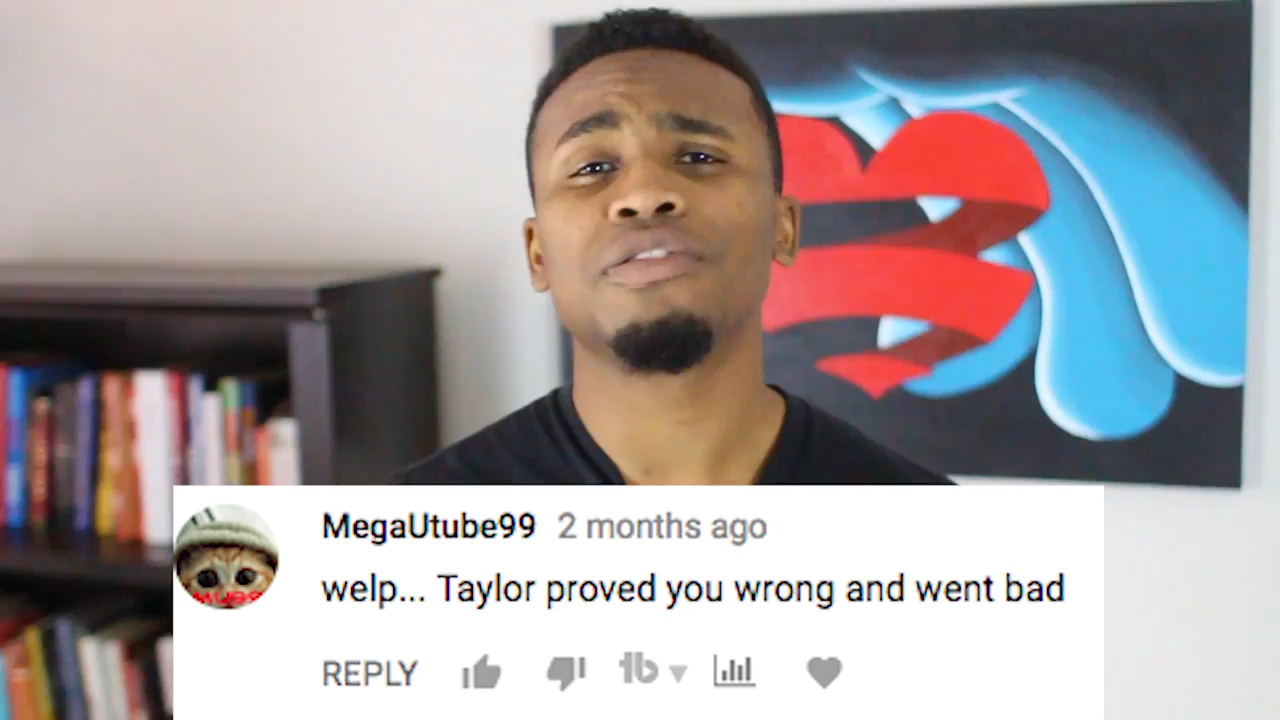 MegaUtube99 2 months ago
welp... Taylor proved you wrong and went bad
REPLY